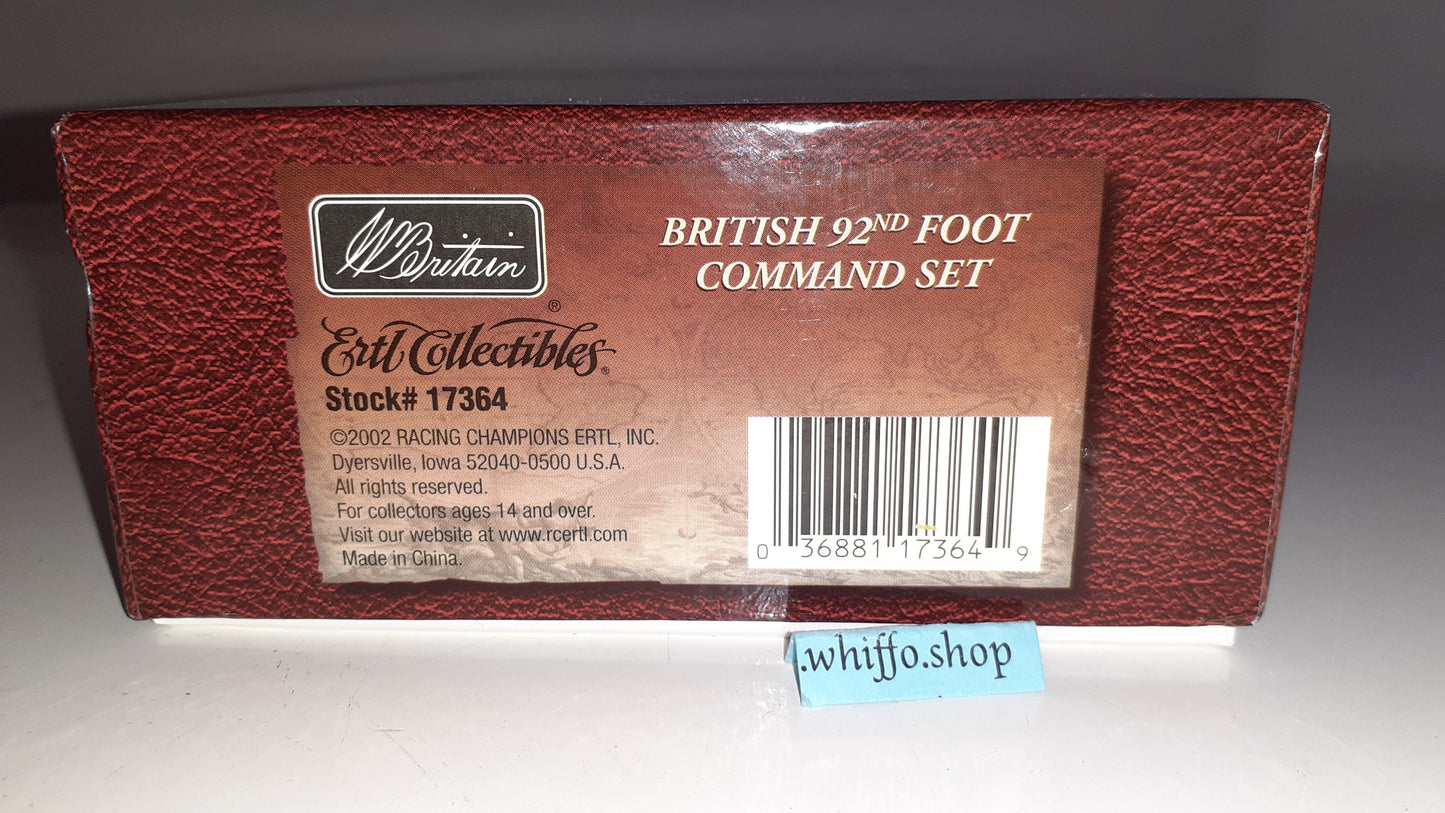 WBritain
®
Ertl Collectibles®
Stock# 17364
©2002 RACING CHAMPIONS ERTL, INC.
Dyersville, Iowa 52040-0500 U.S.A.
All rights reserved.
For collectors ages 14 and over.
Visit our website at www.rcertl.com
Made in China.
BRITISH 92ND FOOT
COMMAND SET
0 36881 17364 9
.whiffo.shop